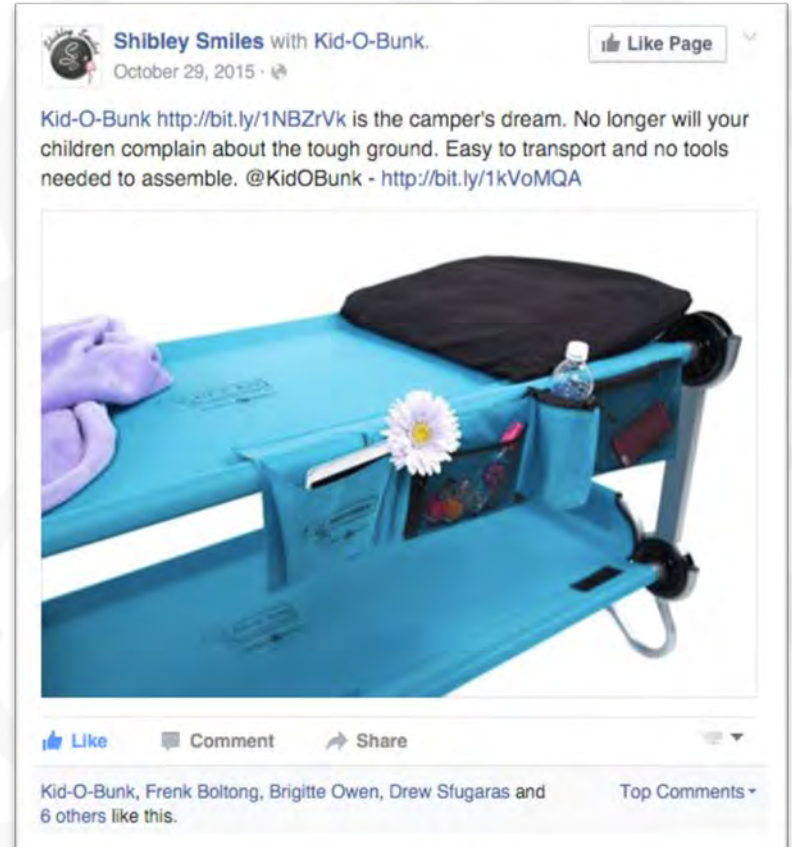 Shibley Smiles with Kid-O-Bunk.
Like Page
October 29, 2015
Kid-O-Bunk http://bit.ly/1NBZrVk is the camper's dream. No longer will your
children complain about the tough ground. Easy to transport and no tools
needed to assemble. @KidOBunk - http://bit.ly/1kVoMQA
Like Comment Share
Kid-O-Bunk, Frenk Boltong, Brigitte Owen, Drew Sfugaras and
6 others like this.
Top Comments